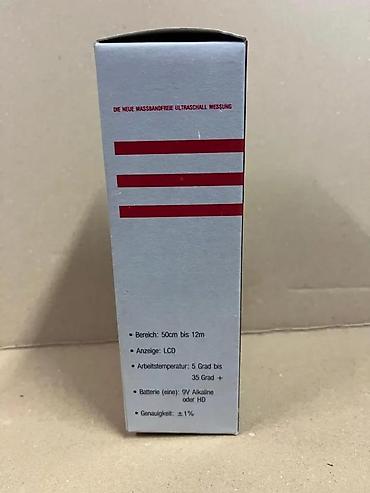 DIE NEUE MASSBANDFREIE ULTRASCHALL MESSUNG
• Bereich: 50cm bis 12m
• Anzeige: LCD
• Arbeitstemperatur: 5 Grad bis
35 Grad +
• Batterie (eine): 9V Alkaline
oder HD
• Genauigkeit: ±1%